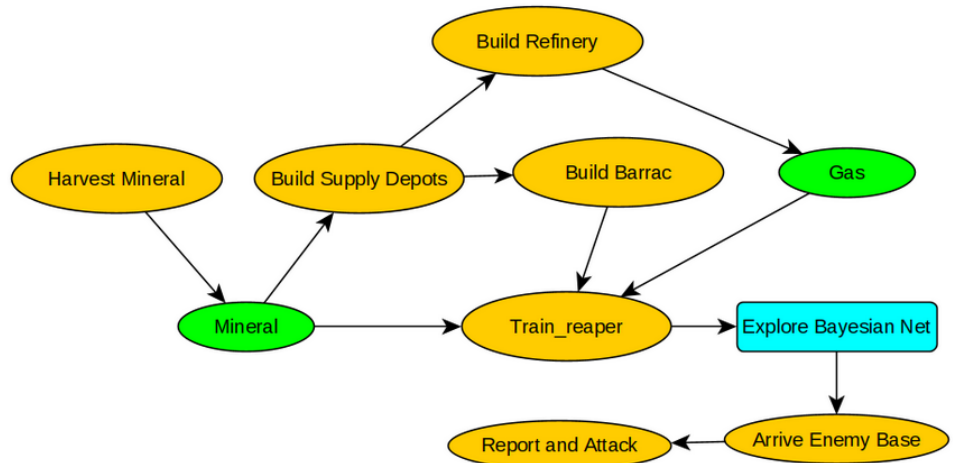 Build Refinery
Harvest Mineral
Build Supply Depots
Build Barrac
Gas
Mineral
Train_reaper
Explore Bayesian Net
Report and Attack
Arrive Enemy Base